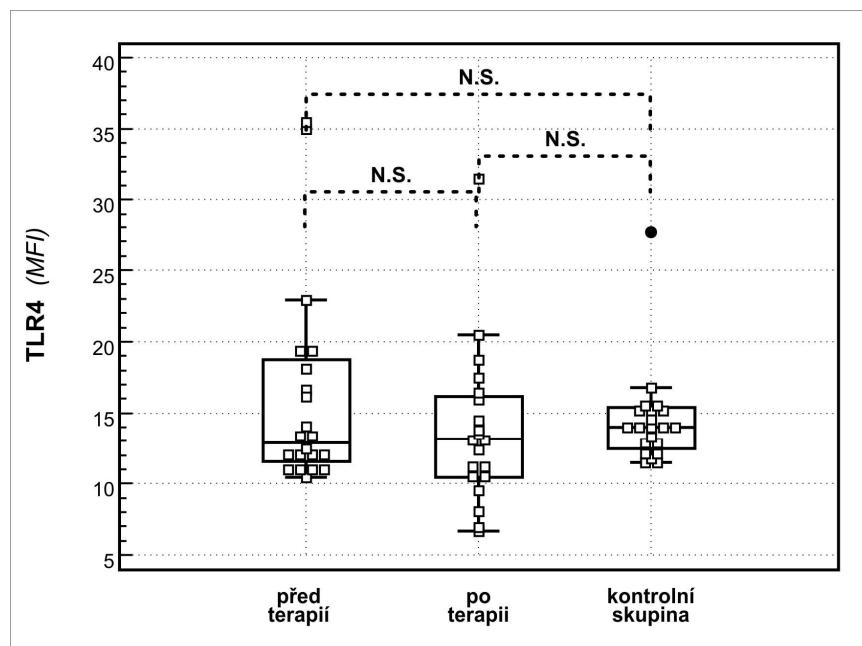 40
N.S.
35
N.S.
N.S.
30
25
TLR4 (MFI)
20
15
10
5
před
terapií
po
terapii
kontrolní
skupina